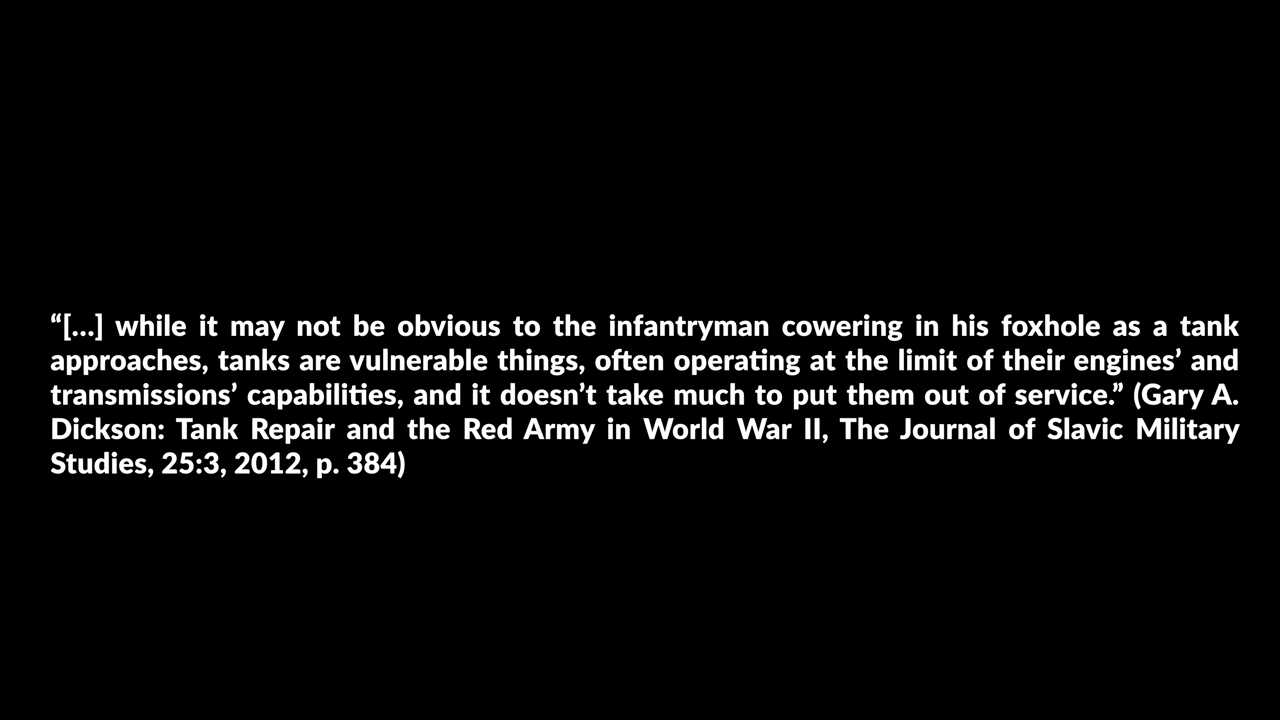 “[...] while it may not be obvious to the infantryman cowering in his foxhole as a tank
approaches, tanks are vulnerable things, often operating at the limit of their engines’ and
transmissions’ capabilities, and it doesn’t take much to put them out of service.” (Gary A.
Dickson: Tank Repair and the Red Army in World War II, The Journal of Slavic Military
Studies, 25:3, 2012, p. 384)